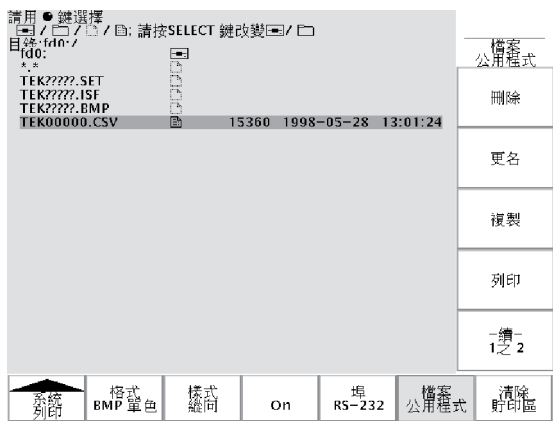 請用 ● 鍵選擇
/ / / ; 請按SELECT 鍵改變 /
目錄:fd0:/
fd0:
*.*
TEK?????.SET
TEK?????.ISF
TEK?????.BMP
TEK00000.CSV 15360 1998-05-28 13:01:24
檔案
公用程式
刪除
更名
複製
列印
-續-
1之 2
系統
列印
格式
BMP 單色
樣式
縱向
On
埠
RS-232
檔案
公用程式
清除
貯印區